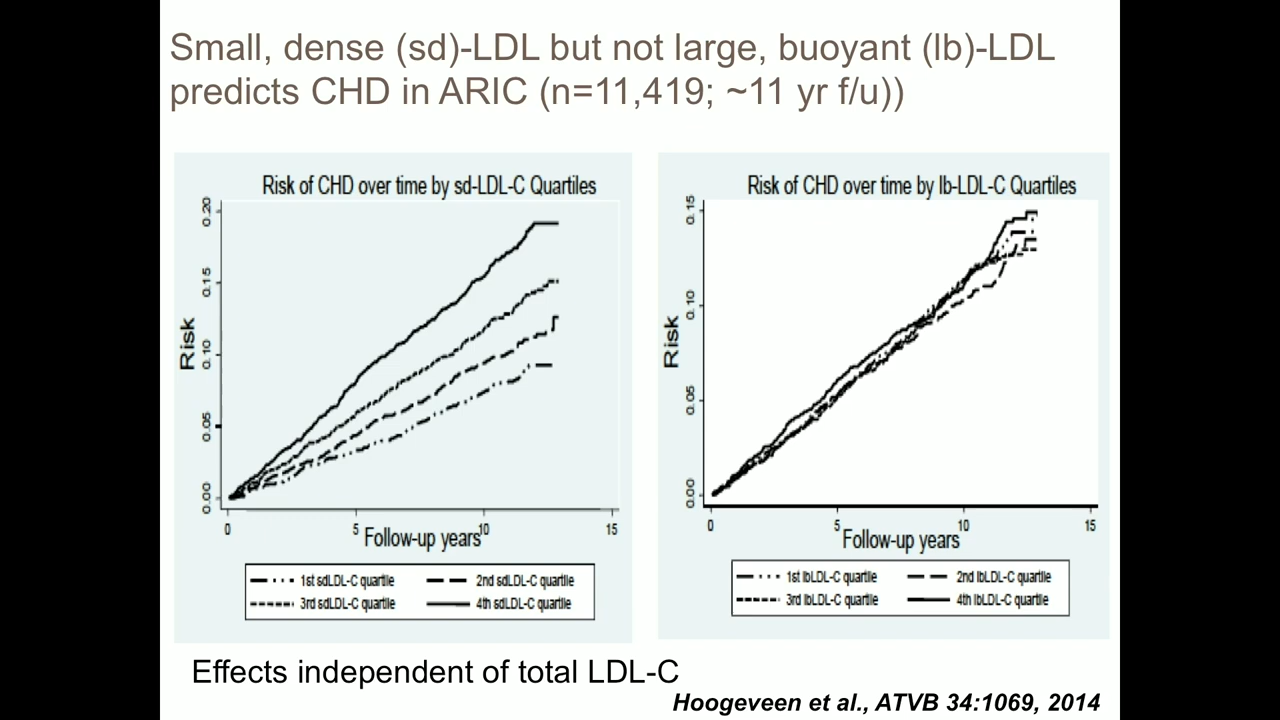 Small, dense (sd)-LDL but not large, buoyant (lb)-LDL
predicts CHD in ARIC (n=11,419; ~11 yr f/u))
Risk of CHD over time by sd-LDL-C Quartiles
Risk
0.20
0.15
0.10
0.05
0.00
0 5 10 15
Follow-up years
1st sdLDL-C quartile 2nd sdLDL-C quartile
3rd sdLDL-C quartile 4th sdLDL-C quartile
Risk of CHD over time by lb-LDL-C Quartiles
Risk
0.15
0.10
0.05
0.00
0 5 10 15
Follow-up years
1st lbLDL-C quartile 2nd lbLDL-C quartile
3rd lbLDL-C quartile 4th lbLDL-C quartile
Effects independent of total LDL-C
Hoogeveen et al., ATVB 34:1069, 2014